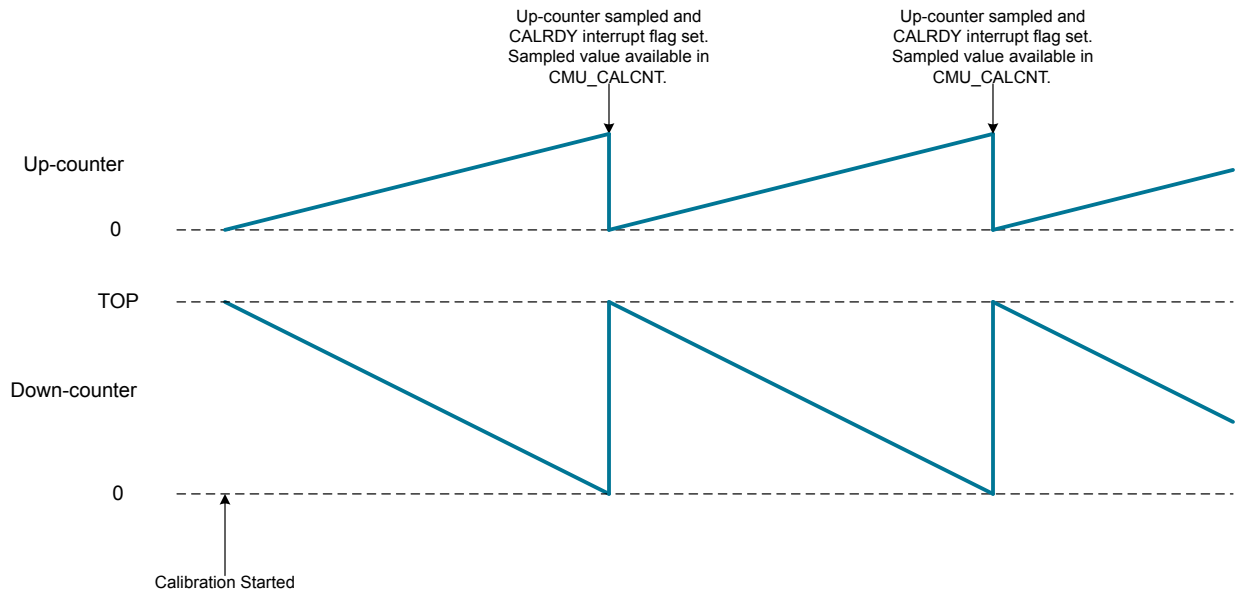 Up-counter sampled and
CALRDY interrupt flag set.
Sampled value available in
CMU_CALCNT.
Up-counter sampled and
CALRDY interrupt flag set.
Sampled value available in
CMU_CALCNT.
Up-counter
0
TOP
Down-counter
0
Calibration Started